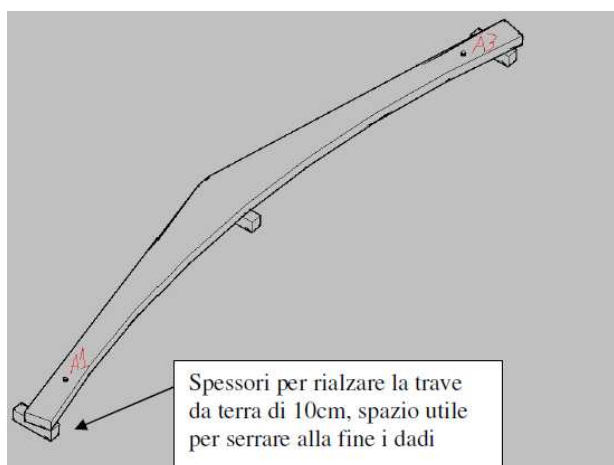 A3
A1
Spessori per rialzare la trave
da terra di 10cm, spazio utile
per serrare alla fine i dadi